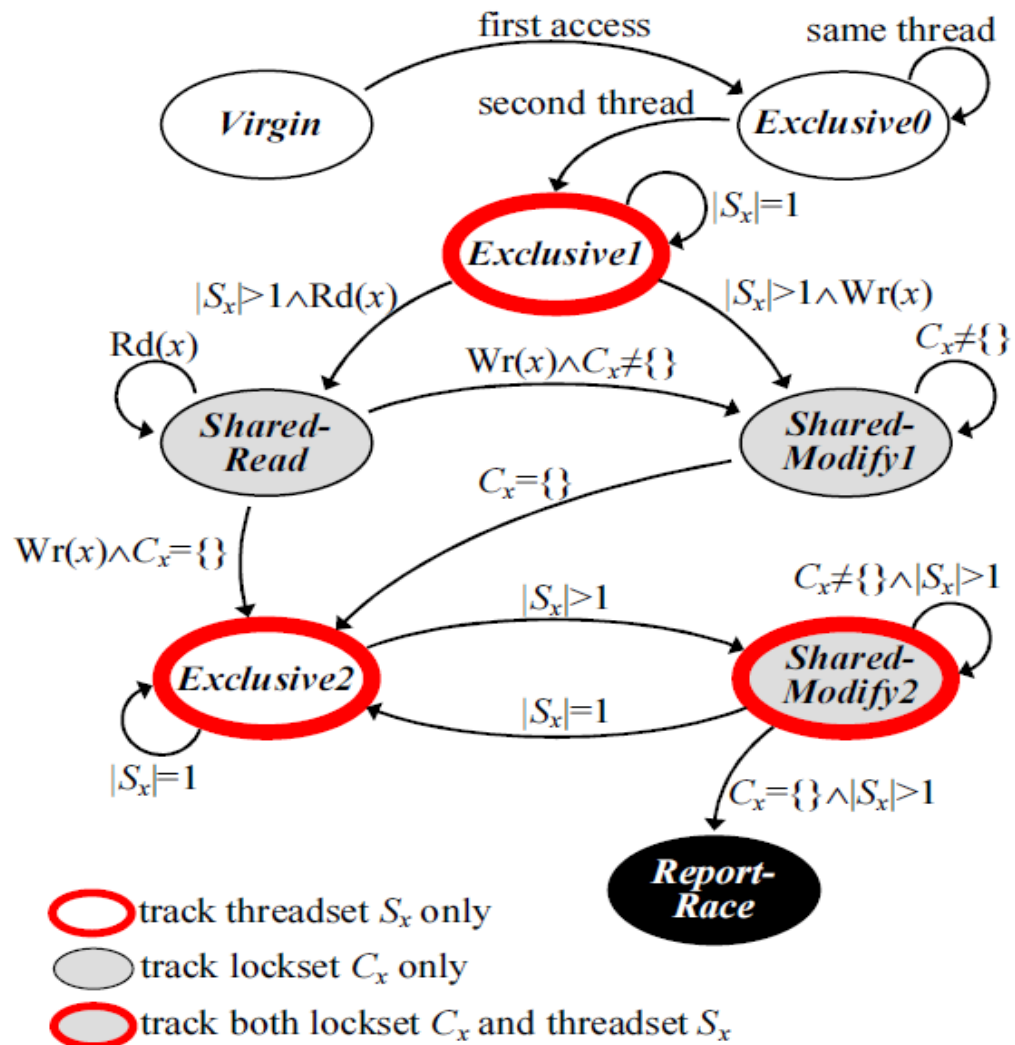 first access
same thread
Virgin
second thread
Exclusive0
|Sₓ|=1
Exclusive1
|Sₓ|>1∧Rd(x)
|Sₓ|>1∧Wr(x)
Rd(x)
Cₓ≠{}
Wr(x)∧Cₓ≠{}
Shared-
Read
Shared-
Modify1
Cₓ={}
Wr(x)∧Cₓ={}
Cₓ≠{}∧|Sₓ|>1
|Sₓ|>1
Exclusive2
Shared-
Modify2
|Sₓ|=1
|Sₓ|=1
Cₓ={}∧|Sₓ|>1
Report-
Race
track threadset Sₓ only
track lockset Cₓ only
track both lockset Cₓ and threadset Sₓ